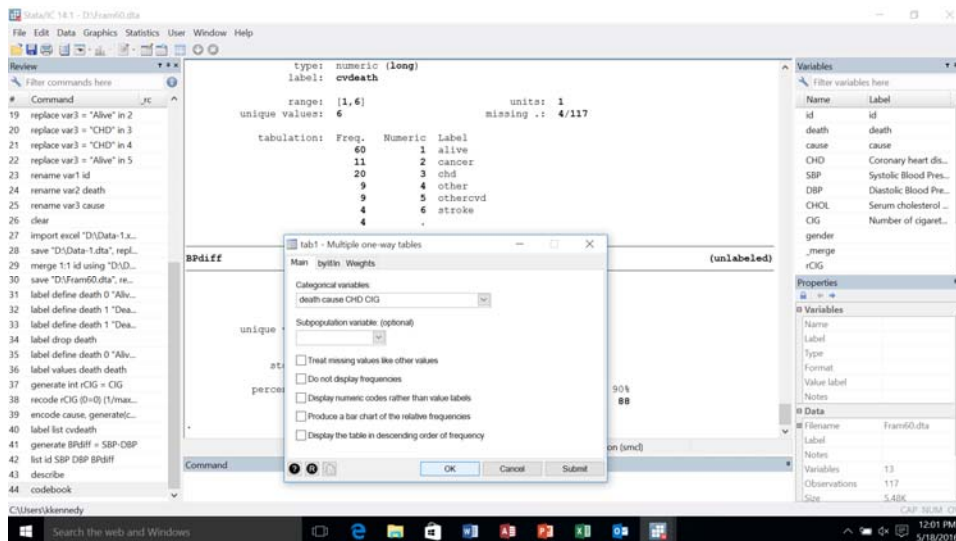 Stata/IC 14.1 - D:\Fram60.dta
File Edit Data Graphics Statistics User Window Help
Review
Filter commands here
# Command _rc
19 replace var3 = "Alive" in 2
20 replace var3 = "CHD" in 3
21 replace var3 = "CHD" in 4
22 replace var3 = "Alive" in 5
23 rename var1 id
24 rename var2 death
25 rename var3 cause
26 clear
27 import excel "D:\Data-1.x...
28 save "D:\Data-1.dta", repl...
29 merge 1:1 id using "D:\D...
30 save "D:\Fram60.dta", re...
31 label define death 0 "Aliv...
32 label define death 1 "Dea...
33 label define death 1 "Dea...
34 label drop death
35 label define death 0 "Aliv...
36 label values death death
37 generate int rCIG = CIG
38 recode rCIG (0=0) (1/max...
39 encode cause, generate(c...
40 label list cvdeath
41 generate BPdiff = SBP-DBP
42 list id SBP DBP BPdiff
43 describe
44 codebook
type: numeric (long)
label: cvdeath
range: [1,6] units: 1
unique values: 6 missing .: 4/117
tabulation: Freq. Numeric Label
60 1 alive
11 2 cancer
20 3 chd
9 4 other
9 5 othercvd
4 6 stroke
4 .
BPdiff (unlabeled)
unique
90%
88
.
on (smcl)
Command
tab1 - Multiple one-way tables
Main by/if/in Weights
Categorical variables:
death cause CHD CIG
Subpopulation variable: (optional)
Treat missing values like other values
Do not display frequencies
Display numeric codes rather than value labels
Produce a bar chart of the relative frequencies
Display the table in descending order of frequency
OK Cancel Submit
Variables
Filter variables here
Name Label
id id
death death
cause cause
CHD Coronary heart dis...
SBP Systolic Blood Pres...
DBP Diastolic Blood Pre...
CHOL Serum cholesterol ...
CIG Number of cigaret...
gender
_merge
rCIG
Properties
Variables
Name
Label
Type
Format
Value label
Notes
Data
Filename Fram60.dta
Label
Notes
Variables 13
Observations 117
Size 5.48K
C:\Users\kkennedy
CAP NUM
Search the web and Windows
12:01 PM